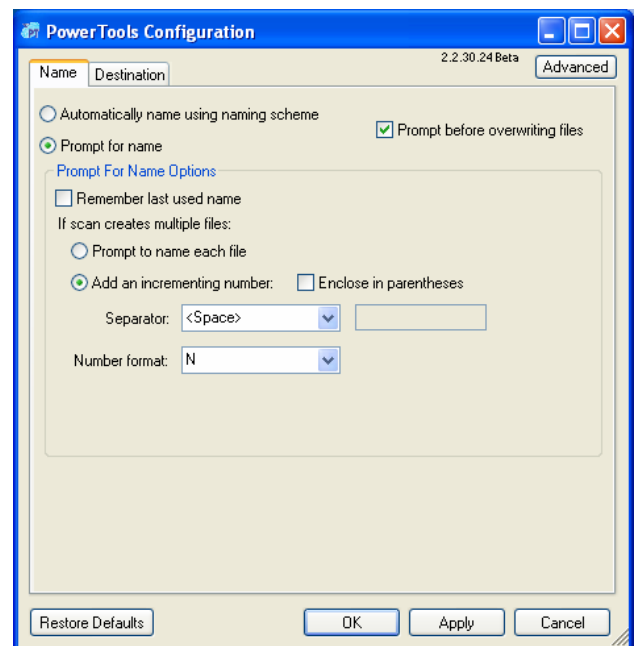 PowerTools Configuration
2.2.30.24 Beta
Name
Destination
Advanced
Automatically name using naming scheme
Prompt before overwriting files
Prompt for name
Prompt For Name Options
Remember last used name
If scan creates multiple files:
Prompt to name each file
Add an incrementing number:
Enclose in parentheses
Separator:
<Space>
Number format:
N
Restore Defaults
OK
Apply
Cancel